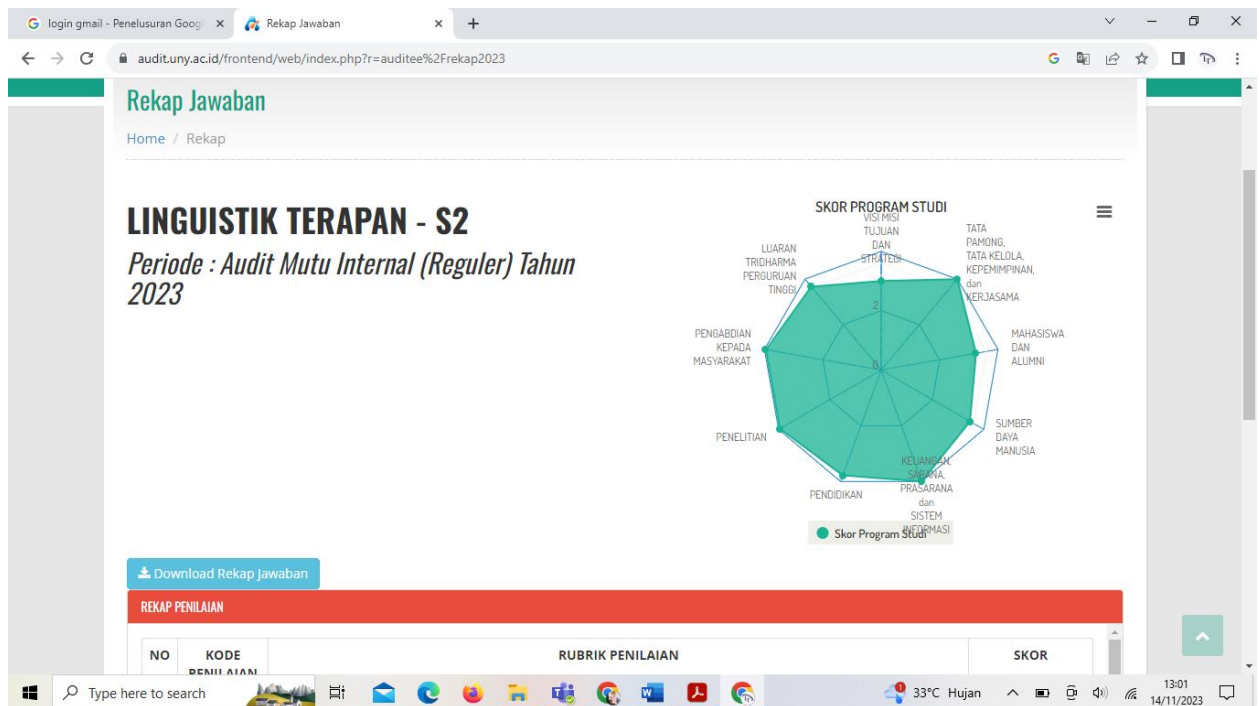 login gmail - Penelusuran Goog
Rekap Jawaban
audit.uny.ac.id/frontend/web/index.php?r=auditee%2Frekap2023
Rekap Jawaban
Home / Rekap
LINGUISTIK TERAPAN - S2
Periode : Audit Mutu Internal (Reguler) Tahun
2023
SKOR PROGRAM STUDI
VISI MISI
TUJUAN
DAN
STRATEGI
TATA
PAMONG,
TATA KELOLA,
KEPEMIMPINAN,
dan
KERJASAMA
MAHASISWA
DAN
ALUMNI
SUMBER
DAYA
MANUSIA
KEUANGAN,
SARANA,
PRASARANA
dan
SISTEM
INFORMASI
PENDIDIKAN
PENELITIAN
PENGABDIAN
KEPADA
MASYARAKAT
LUARAN
TRIDHARMA
PERGURUAN
TINGGI
2
0
Skor Program Studi
Download Rekap Jawaban
REKAP PENILAIAN
NO
KODE
PENILAIAN
RUBRIK PENILAIAN
SKOR
Type here to search
33°C Hujan
13:01
14/11/2023